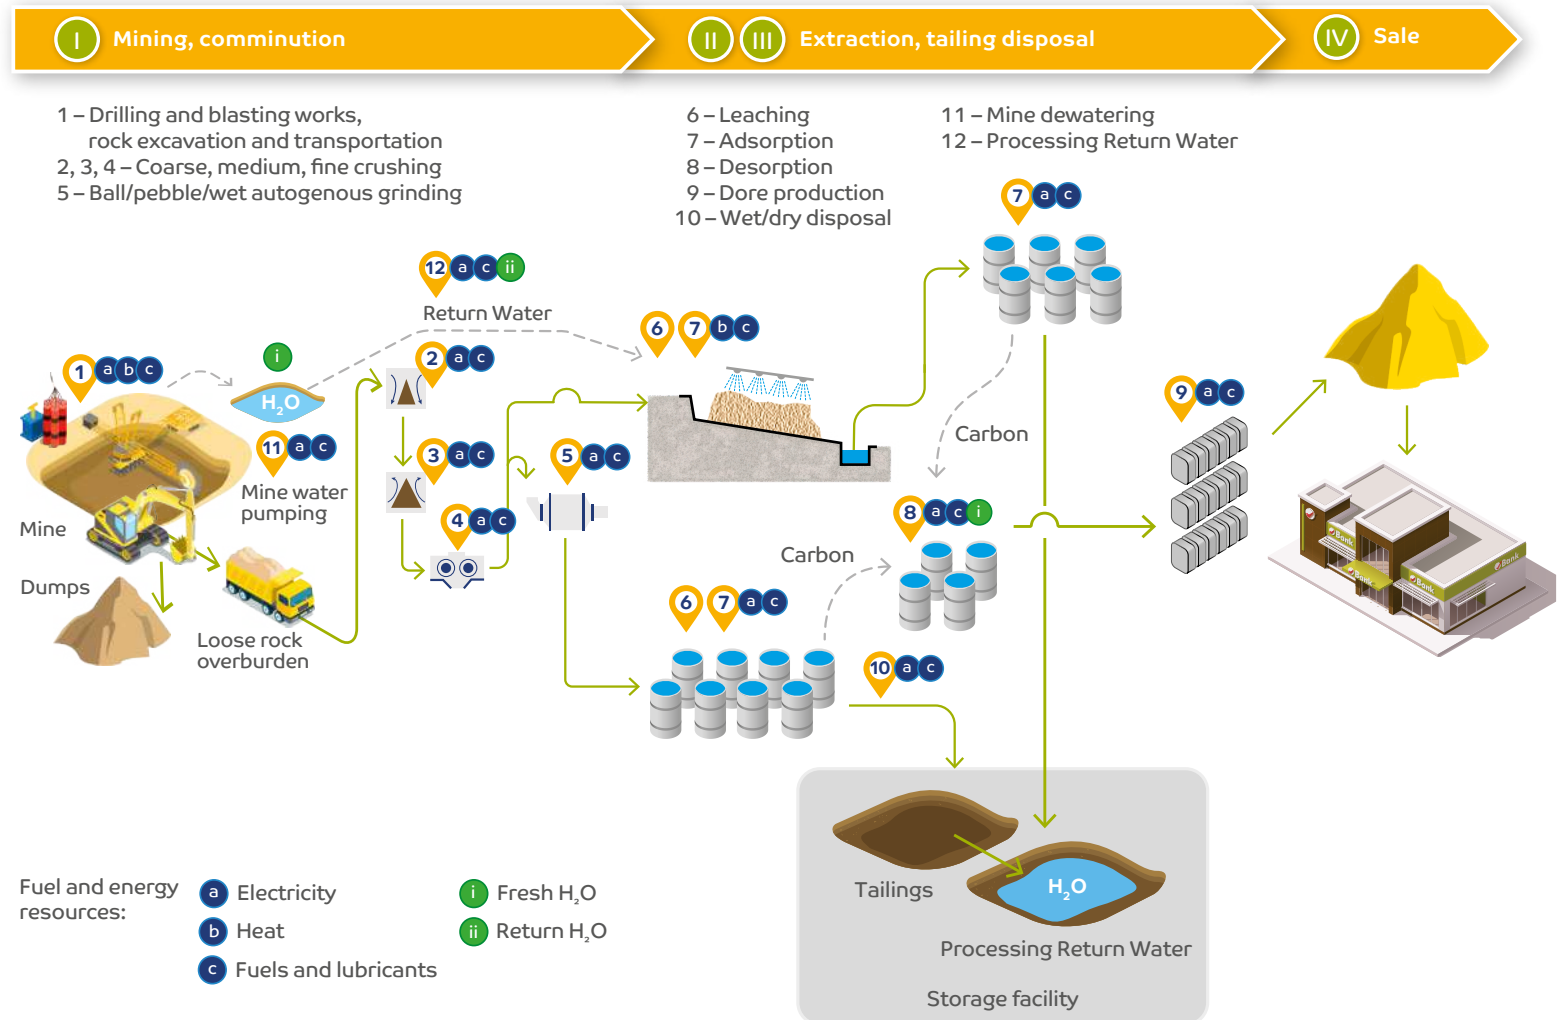 I Mining, comminution
II III Extraction, tailing disposal
IV Sale
1 – Drilling and blasting works,
rock excavation and transportation
2, 3, 4 – Coarse, medium, fine crushing
5 – Ball/pebble/wet autogenous grinding
6 – Leaching
7 – Adsorption
8 – Desorption
9 – Dore production
10 – Wet/dry disposal
11 – Mine dewatering
12 – Processing Return Water
7 a c
12 a c ii
Return Water
6 7 b c
i
1 a b c
2 a c
H₂O
9 a c
11 a c
Carbon
3 a c
5 a c
Mine water
pumping
4 a c
8 a c i
Mine
Bank
Bank
Bank
Carbon
Dumps
6 7 a c
Loose rock
overburden
10 a c
Tailings
H₂O
Processing Return Water
Storage facility
Fuel and energy
resources:
a Electricity
b Heat
c Fuels and lubricants
i Fresh H₂O
ii Return H₂O